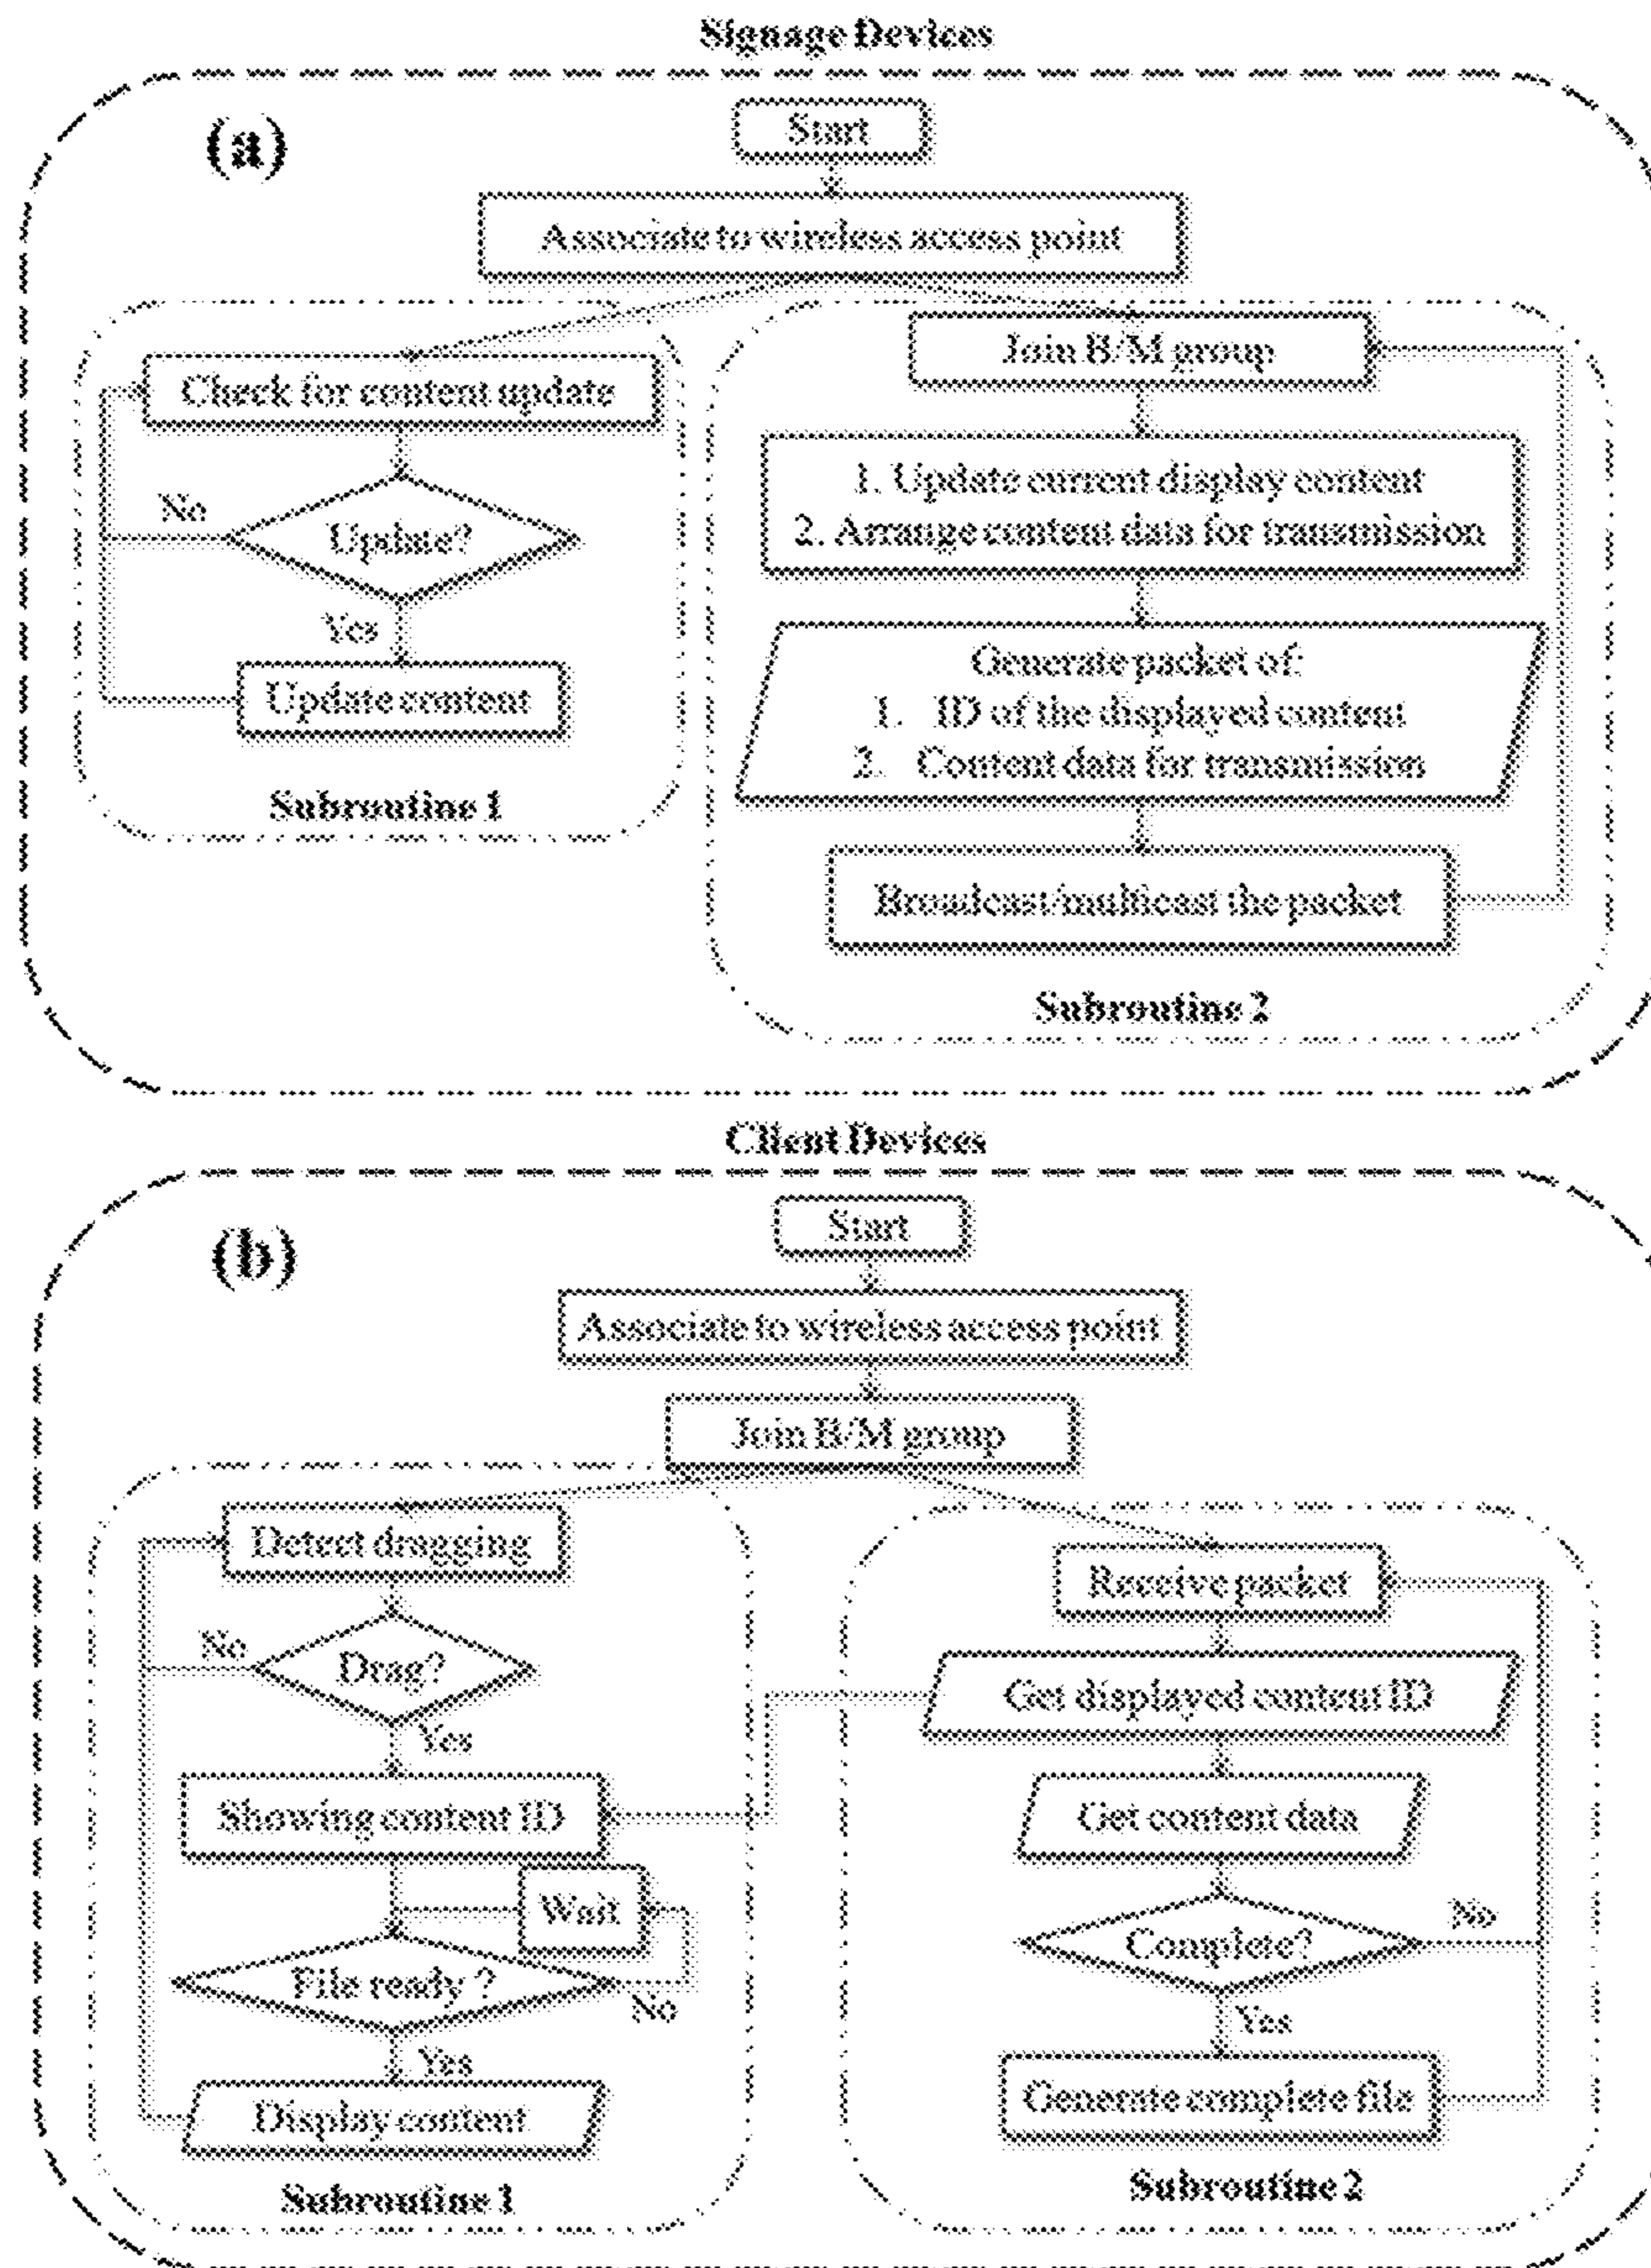 Signage Devices
(a)
Start
Associate to wireless access point
Check for content update
No
Update?
Yes
Update content
Subroutine 1
Join B/M group
1. Update current display content
2. Arrange content data for transmission
Generate packet of:
1. ID of the displayed content
2. Content data for transmission
Broadcast/multicast the packet
Subroutine 2
Client Devices
(b)
Start
Associate to wireless access point
Join B/M group
Detect dragging
No
Drag?
Yes
Showing content ID
Wait
File ready ?
No
Yes
Display content
Subroutine 1
Receive packet
Get displayed content ID
Get content data
Complete?
No
Yes
Generate complete file
Subroutine 2